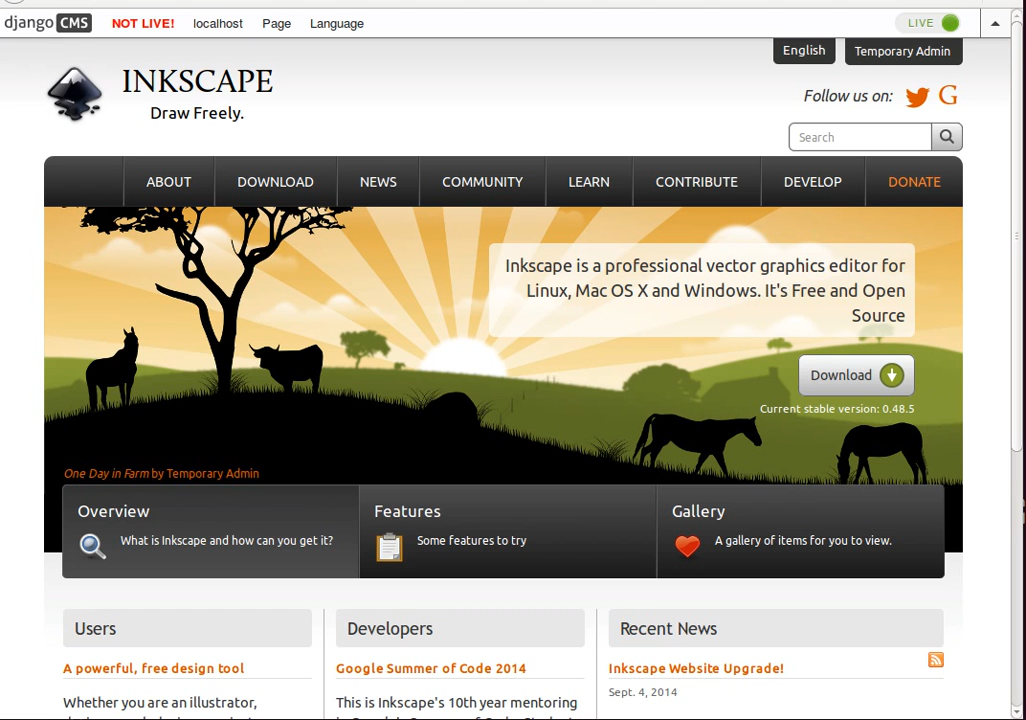 django CMS NOT LIVE! localhost Page Language LIVE
English Temporary Admin
INKSCAPE
Draw Freely.
Follow us on:
Search
ABOUT DOWNLOAD NEWS COMMUNITY LEARN CONTRIBUTE DEVELOP DONATE
Inkscape is a professional vector graphics editor for
Linux, Mac OS X and Windows. It's Free and Open
Source
Download
Current stable version: 0.48.5
One Day in Farm by Temporary Admin
Overview
What is Inkscape and how can you get it?
Features
Some features to try
Gallery
A gallery of items for you to view.
Users
A powerful, free design tool
Whether you are an illustrator,
Developers
Google Summer of Code 2014
This is Inkscape's 10th year mentoring
Recent News
Inkscape Website Upgrade!
Sept. 4, 2014